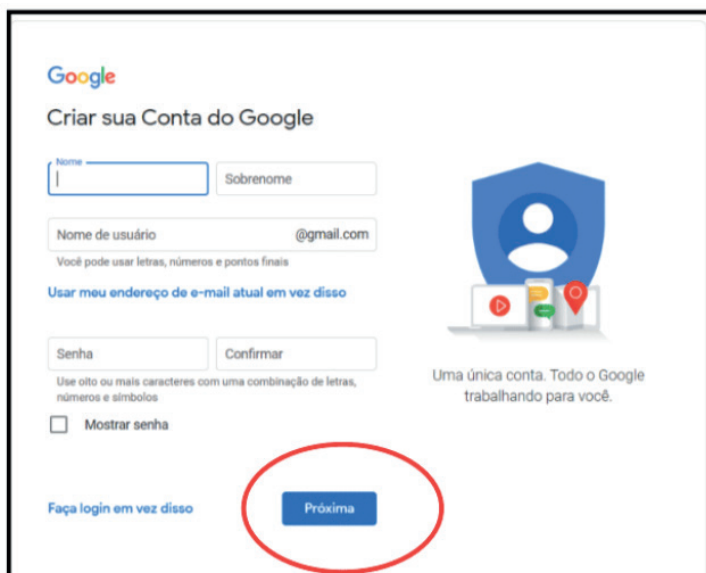 Google
Criar sua Conta do Google
Nome
Sobrenome
Nome de usuário @gmail.com
Você pode usar letras, números e pontos finais
Usar meu endereço de e-mail atual em vez disso
Senha Confirmar
Use oito ou mais caracteres com uma combinação de letras,
números e símbolos
Mostrar senha
Faça login em vez disso Próxima
Uma única conta. Todo o Google
trabalhando para você.